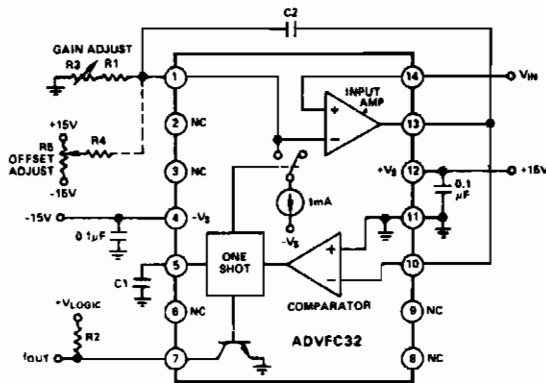 C2
GAIN ADJUST
R3
R1
1
14
VIN
INPUT
AMP
+
−
2
NC
13
+15V
R5
R4
OFFSET
ADJUST
-15V
3
NC
+VS
12
+15V
0.1
µF
1mA
-VS
-15V
4
-VS
0.1µF
11
+
−
5
ONE
SHOT
10
C1
COMPARATOR
+VLOGIC
6
NC
9
NC
R2
ADVFC32
fOUT
7
8
NC